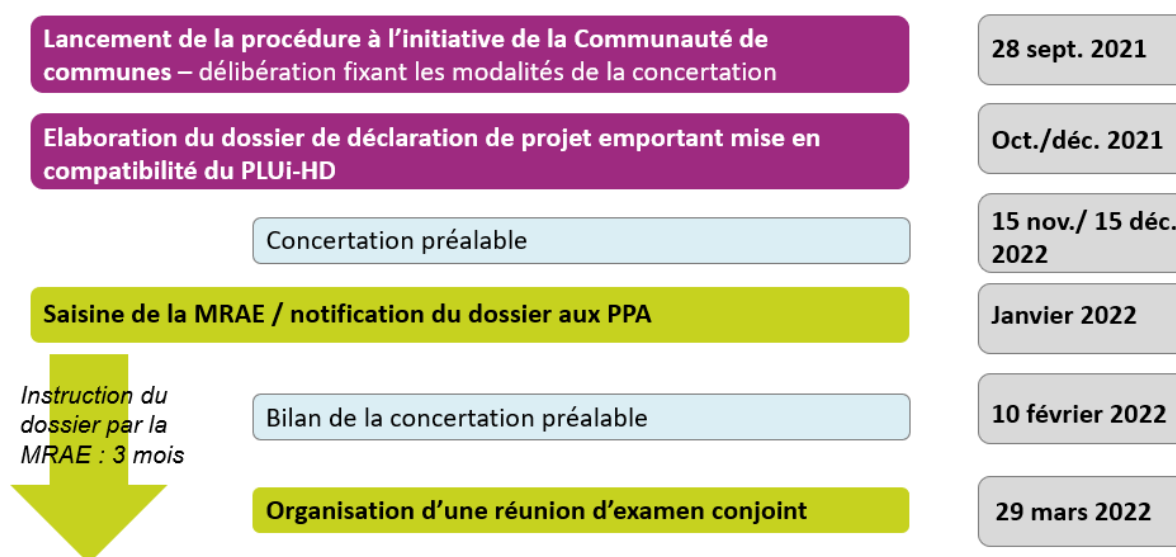 Lancement de la procédure à l’initiative de la Communauté de
communes – délibération fixant les modalités de la concertation
28 sept. 2021
Elaboration du dossier de déclaration de projet emportant mise en
compatibilité du PLUi-HD
Oct./déc. 2021
Concertation préalable
15 nov./ 15 déc.
2022
Saisine de la MRAE / notification du dossier aux PPA
Janvier 2022
Instruction du
dossier par la
MRAE : 3 mois
Bilan de la concertation préalable
10 février 2022
Organisation d’une réunion d’examen conjoint
29 mars 2022